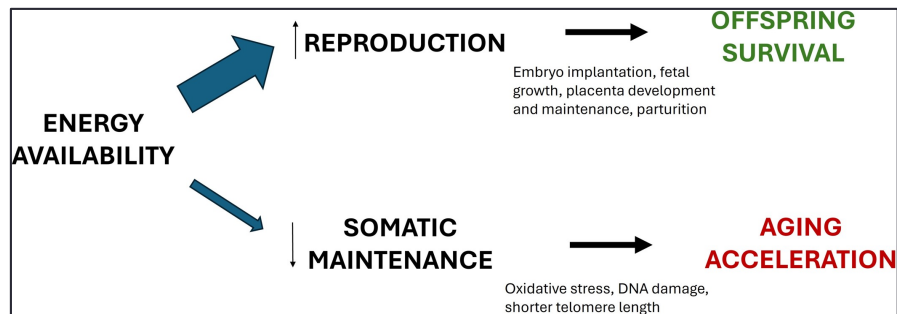 OFFSPRING
SURVIVAL
REPRODUCTION
Embryo implantation, fetal
growth, placenta development
and maintenance, parturition
ENERGY
AVAILABILITY
SOMATIC
MAINTENANCE
AGING
ACCELERATION
Oxidative stress, DNA damage,
shorter telomere length